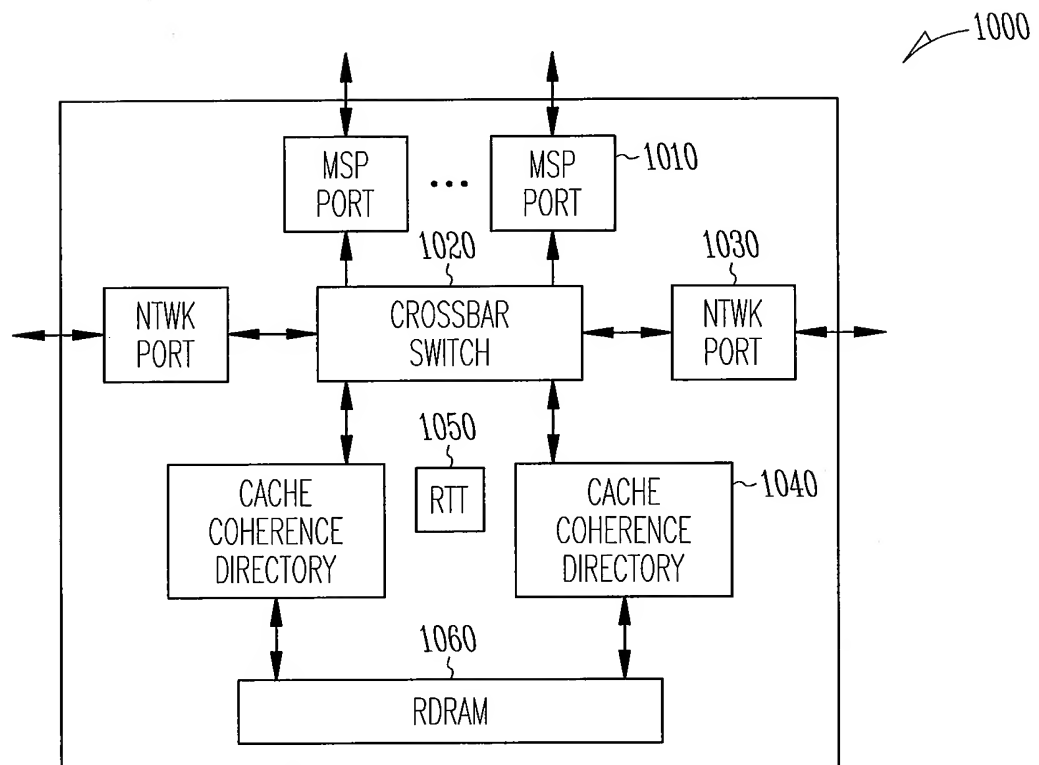 1000
MSP
PORT
•••
MSP
PORT
1010
1020
1030
NTWK
PORT
CROSSBAR
SWITCH
NTWK
PORT
1050
CACHE
COHERENCE
DIRECTORY
RTT
CACHE
COHERENCE
DIRECTORY
1040
1060
RDRAM